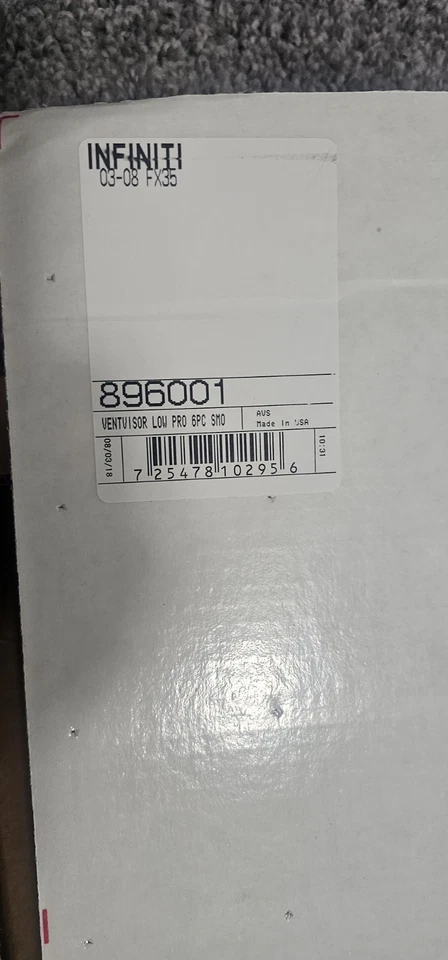 INFINITI
03-08 FX35
896001
VENTVISOR LOW PRO 6PC SMO
AVS
Made In USA
08/03/18
7 25478 10295 6
10:31